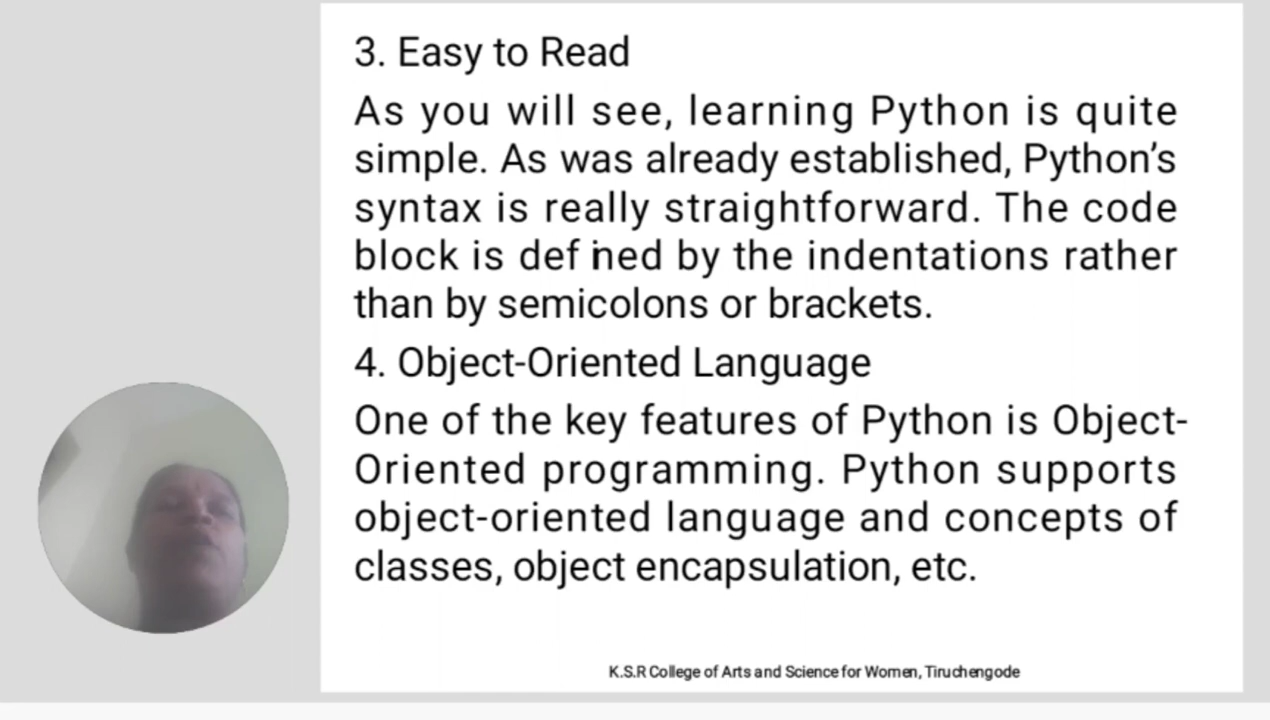 3. Easy to Read
As you will see, learning Python is quite
simple. As was already established, Python’s
syntax is really straightforward. The code
block is defined by the indentations rather
than by semicolons or brackets.
4. Object-Oriented Language
One of the key features of Python is Object-
Oriented programming. Python supports
object-oriented language and concepts of
classes, object encapsulation, etc.
K.S.R College of Arts and Science for Women, Tiruchengode